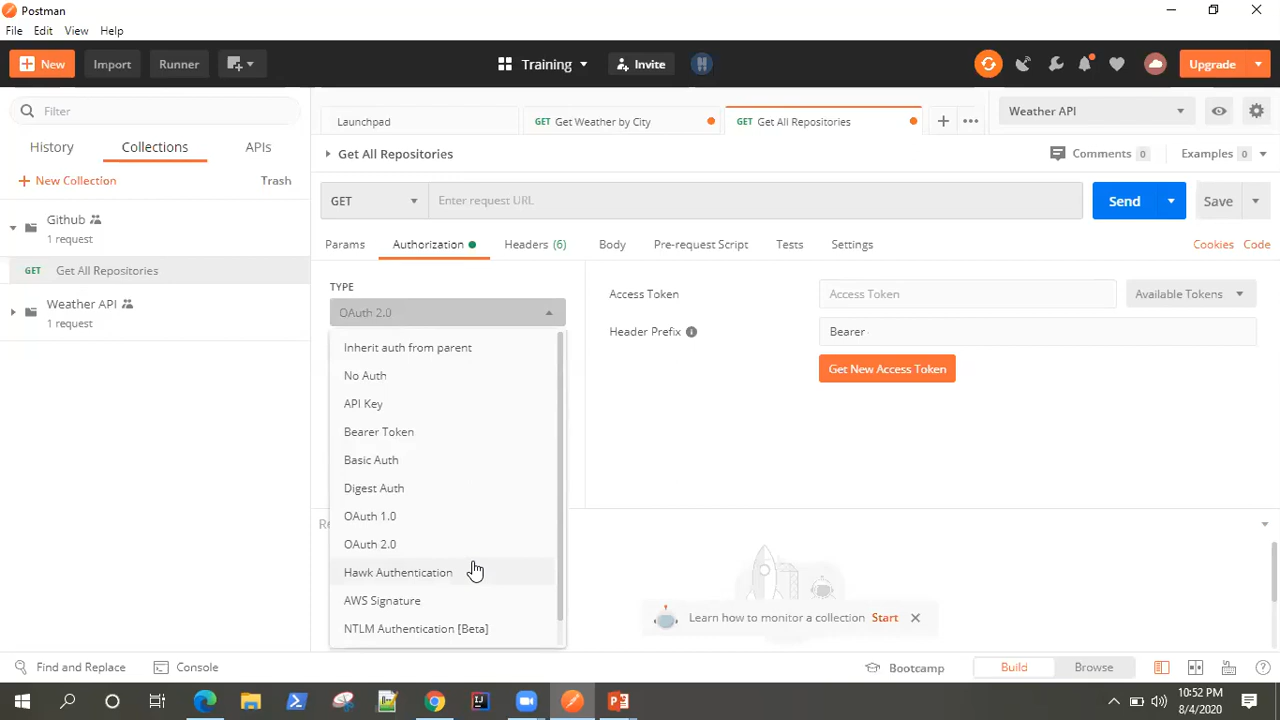 Postman
File Edit View Help
New Import Runner Training Invite Upgrade
Filter
History Collections APIs
New Collection Trash
Github
1 request
GET Get All Repositories
Weather API
1 request
Launchpad GET Get Weather by City GET Get All Repositories Weather API
Get All Repositories Comments 0 Examples 0
GET Enter request URL Send Save
Params Authorization Headers (6) Body Pre-request Script Tests Settings Cookies Code
TYPE
OAuth 2.0
Inherit auth from parent
No Auth
API Key
Bearer Token
Basic Auth
Digest Auth
OAuth 1.0
OAuth 2.0
Hawk Authentication
AWS Signature
NTLM Authentication [Beta]
Access Token Access Token Available Tokens
Header Prefix Bearer
Get New Access Token
Learn how to monitor a collection Start
Find and Replace Console Bootcamp Build Browse
10:52 PM
8/4/2020